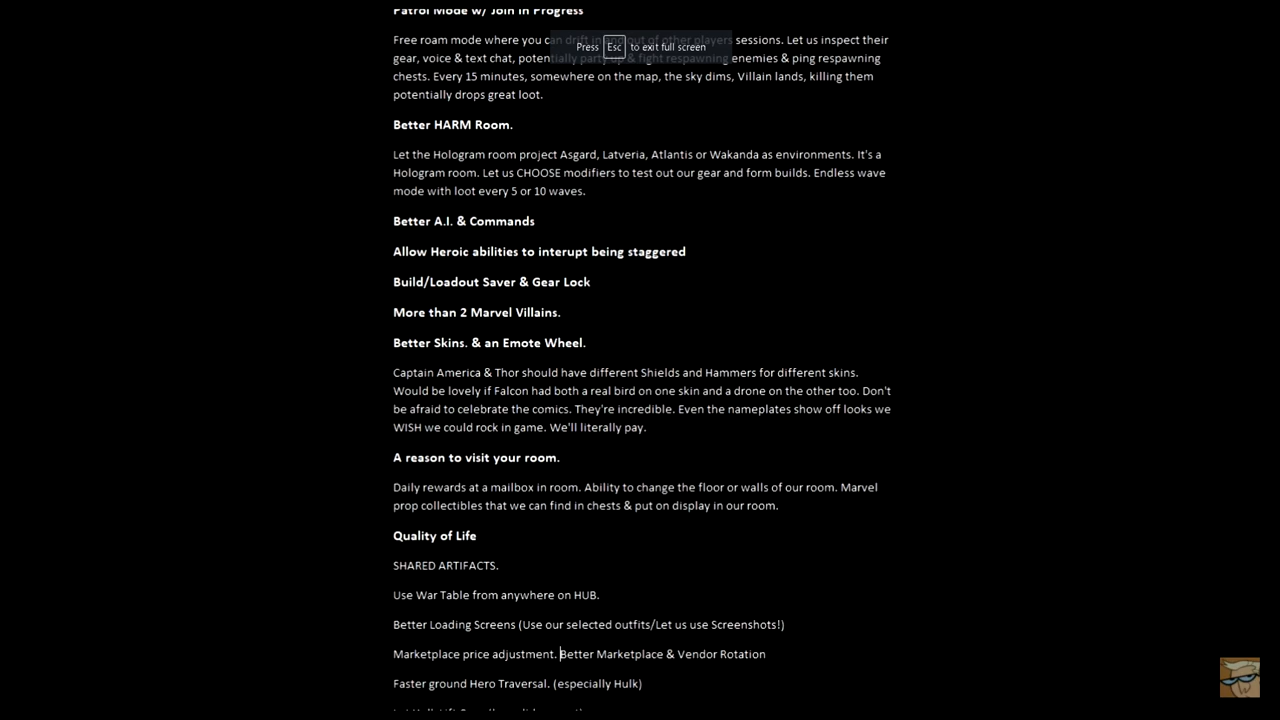 Patrol Mode w/ Join In Progress
Press Esc to exit full screen
Free roam mode where you can drift in and out of other players sessions. Let us inspect their
gear, voice & text chat, potentially party up & fight respawning enemies & ping respawning
chests. Every 15 minutes, somewhere on the map, the sky dims, Villain lands, killing them
potentially drops great loot.
Better HARM Room.
Let the Hologram room project Asgard, Latveria, Atlantis or Wakanda as environments. It's a
Hologram room. Let us CHOOSE modifiers to test out our gear and form builds. Endless wave
mode with loot every 5 or 10 waves.
Better A.I. & Commands
Allow Heroic abilities to interupt being staggered
Build/Loadout Saver & Gear Lock
More than 2 Marvel Villains.
Better Skins. & an Emote Wheel.
Captain America & Thor should have different Shields and Hammers for different skins.
Would be lovely if Falcon had both a real bird on one skin and a drone on the other too. Don't
be afraid to celebrate the comics. They're incredible. Even the nameplates show off looks we
WISH we could rock in game. We'll literally pay.
A reason to visit your room.
Daily rewards at a mailbox in room. Ability to change the floor or walls of our room. Marvel
prop collectibles that we can find in chests & put on display in our room.
Quality of Life
SHARED ARTIFACTS.
Use War Table from anywhere on HUB.
Better Loading Screens (Use our selected outfits/Let us use Screenshots!)
Marketplace price adjustment. Better Marketplace & Vendor Rotation
Faster ground Hero Traversal. (especially Hulk)